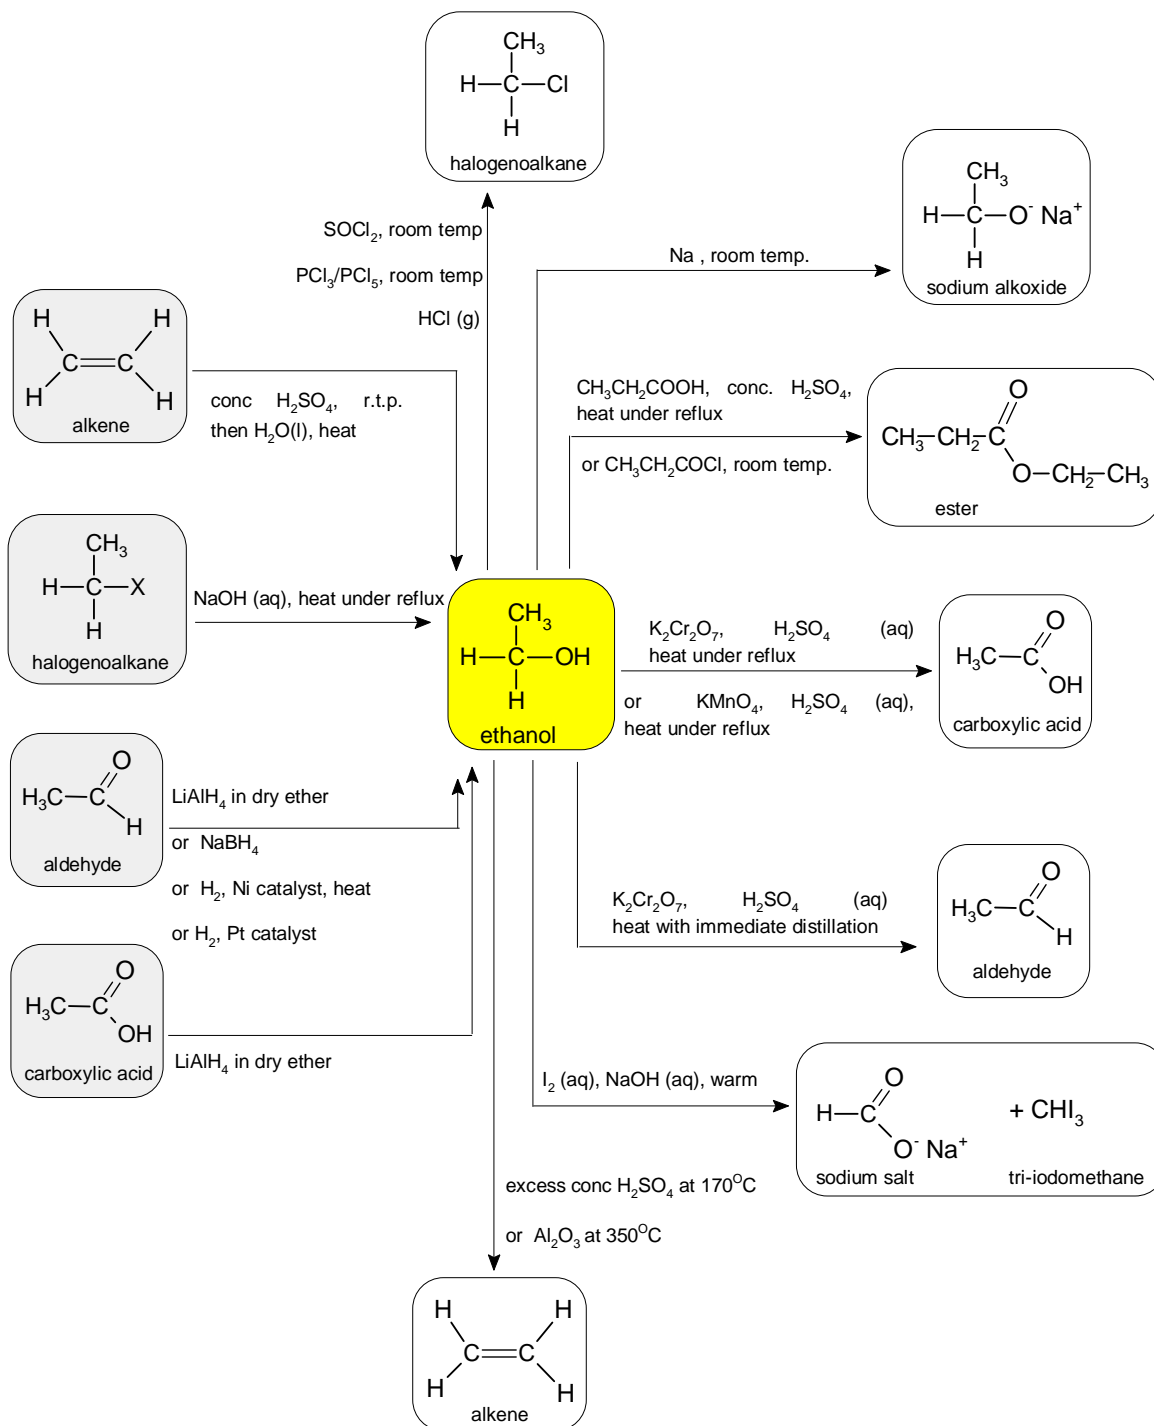 CH₃
H—C—Cl
H
halogenoalkane
SOCl₂, room temp
PCl₃/PCl₅, room temp
HCl (g)
CH₃
H—C—O⁻ Na⁺
H
sodium alkoxide
Na , room temp.
H H
C=C
H H
alkene
conc H₂SO₄, r.t.p.
then H₂O(l), heat
CH₃CH₂COOH, conc. H₂SO₄,
heat under reflux
or CH₃CH₂COCl, room temp.
O
CH₃—CH₂—C
O—CH₂—CH₃
ester
CH₃
H—C—X
H
halogenoalkane
NaOH (aq), heat under reflux
CH₃
H—C—OH
H
ethanol
K₂Cr₂O₇, H₂SO₄ (aq)
heat under reflux
or KMnO₄, H₂SO₄ (aq),
heat under reflux
O
H₃C—C
OH
carboxylic acid
O
H₃C—C
H
aldehyde
LiAlH₄ in dry ether
or NaBH₄
or H₂, Ni catalyst, heat
or H₂, Pt catalyst
K₂Cr₂O₇, H₂SO₄ (aq)
heat with immediate distillation
O
H₃C—C
H
aldehyde
O
H₃C—C
OH
carboxylic acid
LiAlH₄ in dry ether
I₂ (aq), NaOH (aq), warm
O
H—C + CHI₃
O⁻ Na⁺
sodium salt tri-iodomethane
excess conc H₂SO₄ at 170ᴼC
or Al₂O₃ at 350ᴼC
H H
C=C
H H
alkene